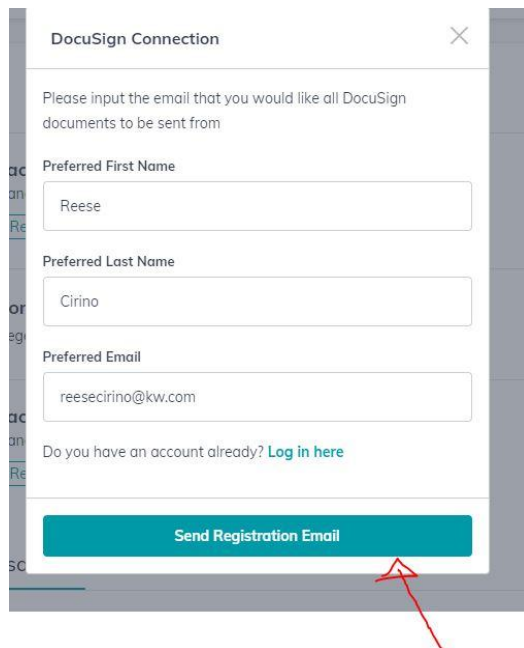 DocuSign Connection
Please input the email that you would like all DocuSign
documents to be sent from
Preferred First Name
Reese
Preferred Last Name
Cirino
Preferred Email
reesecirino@kw.com
Do you have an account already? Log in here
Send Registration Email